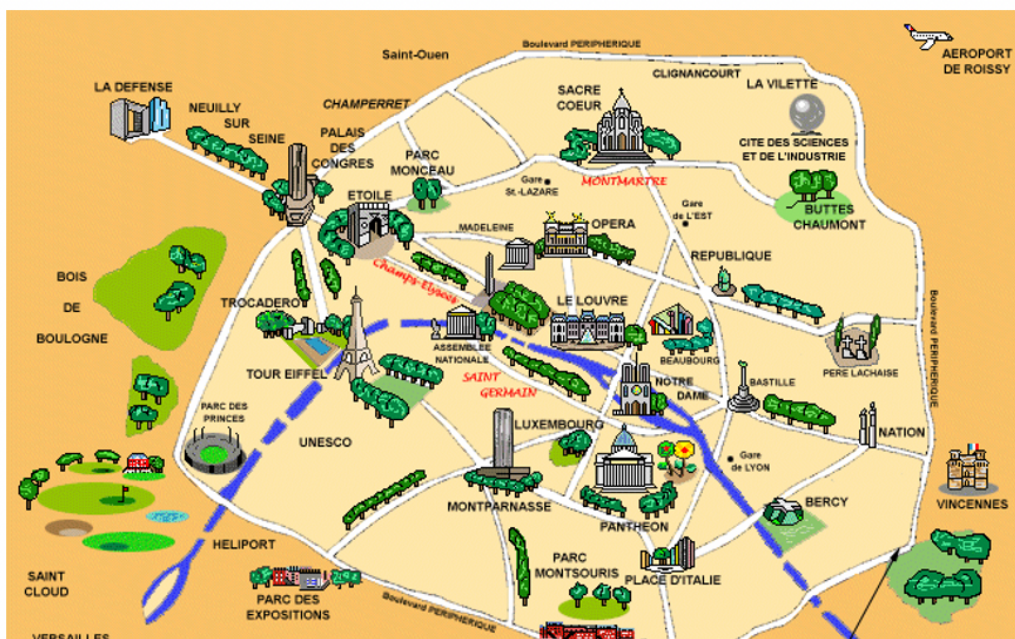 Boulevard PERIPHERIQUE
Saint-Ouen
AEROPORT
DE ROISSY
CLIGNANCOURT
LA VILETTE
LA DEFENSE
SACRE
COEUR
NEUILLY
SUR
SEINE
CHAMPERRET
PALAIS
DES
CONGRES
CITE DES SCIENCES
ET DE L'INDUSTRIE
PARC
MONCEAU
Gare
St.-LAZARE
MONTMARTRE
ETOILE
Gare
de L'EST
BUTTES
CHAUMONT
MADELEINE
OPERA
REPUBLIQUE
BOIS
DE
BOULOGNE
Champs-Elysees
TROCADERO
LE LOUVRE
Boulevard PERIPHERIQUE
ASSEMBLEE
NATIONALE
BEAUBOURG
PERE LACHAISE
TOUR EIFFEL
SAINT
GERMAIN
NOTRE
DAME
BASTILLE
PARC DES
PRINCES
UNESCO
LUXEMBOURG
NATION
Gare
de LYON
MONTPARNASSE
BERCY
VINCENNES
PANTHEON
HELIPORT
PARC
MONTSOURIS
PLACE D'ITALIE
SAINT
CLOUD
PARC DES
EXPOSITIONS
Boulevard PERIPHERIQUE
VERSAILLES